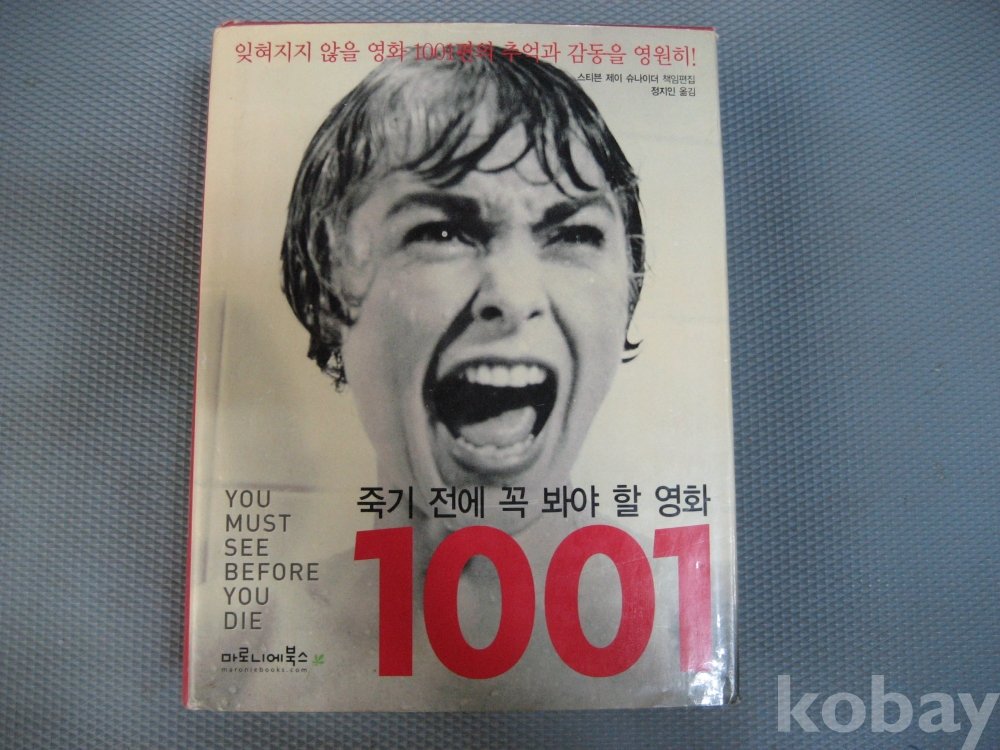 잊혀지지 않을 영화 1001편의 추억과 감동을 영원히!
스티븐 제이 슈나이더 책임편집
정지인 옮김
죽기 전에 꼭 봐야 할 영화
1001
YOU
MUST
SEE
BEFORE
YOU
DIE
마로니에북스
maroniebooks.com
kobay